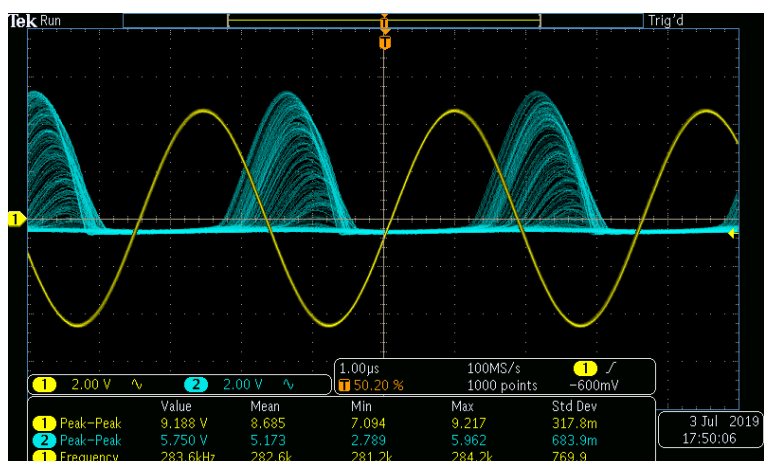 Tek Run Trig'd
T
T
1
1.00µs 100MS/s 1 ∫
1 2.00 V ∿ 2 2.00 V ∿ T 50.20 % 1000 points −600mV
Value Mean Min Max Std Dev
1 Peak−Peak 9.188 V 8.685 7.094 9.217 317.8m
2 Peak−Peak 5.750 V 5.173 2.789 5.962 683.9m
1 Frequency 283.6kHz 282.6k 281.2k 284.2k 769.9
3 Jul 2019
17:50:06